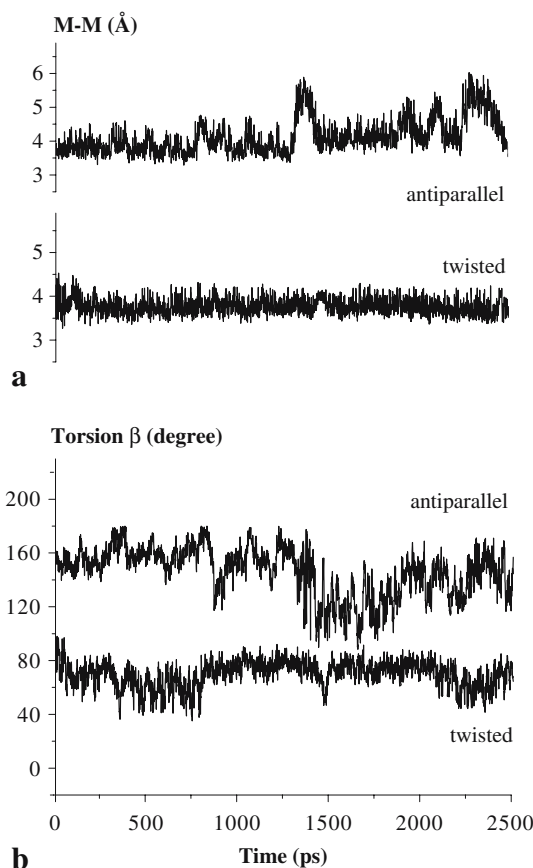 M-M (Å)
6
5
4
3
antiparallel
5
4
3
twisted
a
Torsion β (degree)
200
160
120
80
40
0
antiparallel
twisted
0 500 1000 1500 2000 2500
Time (ps)
b